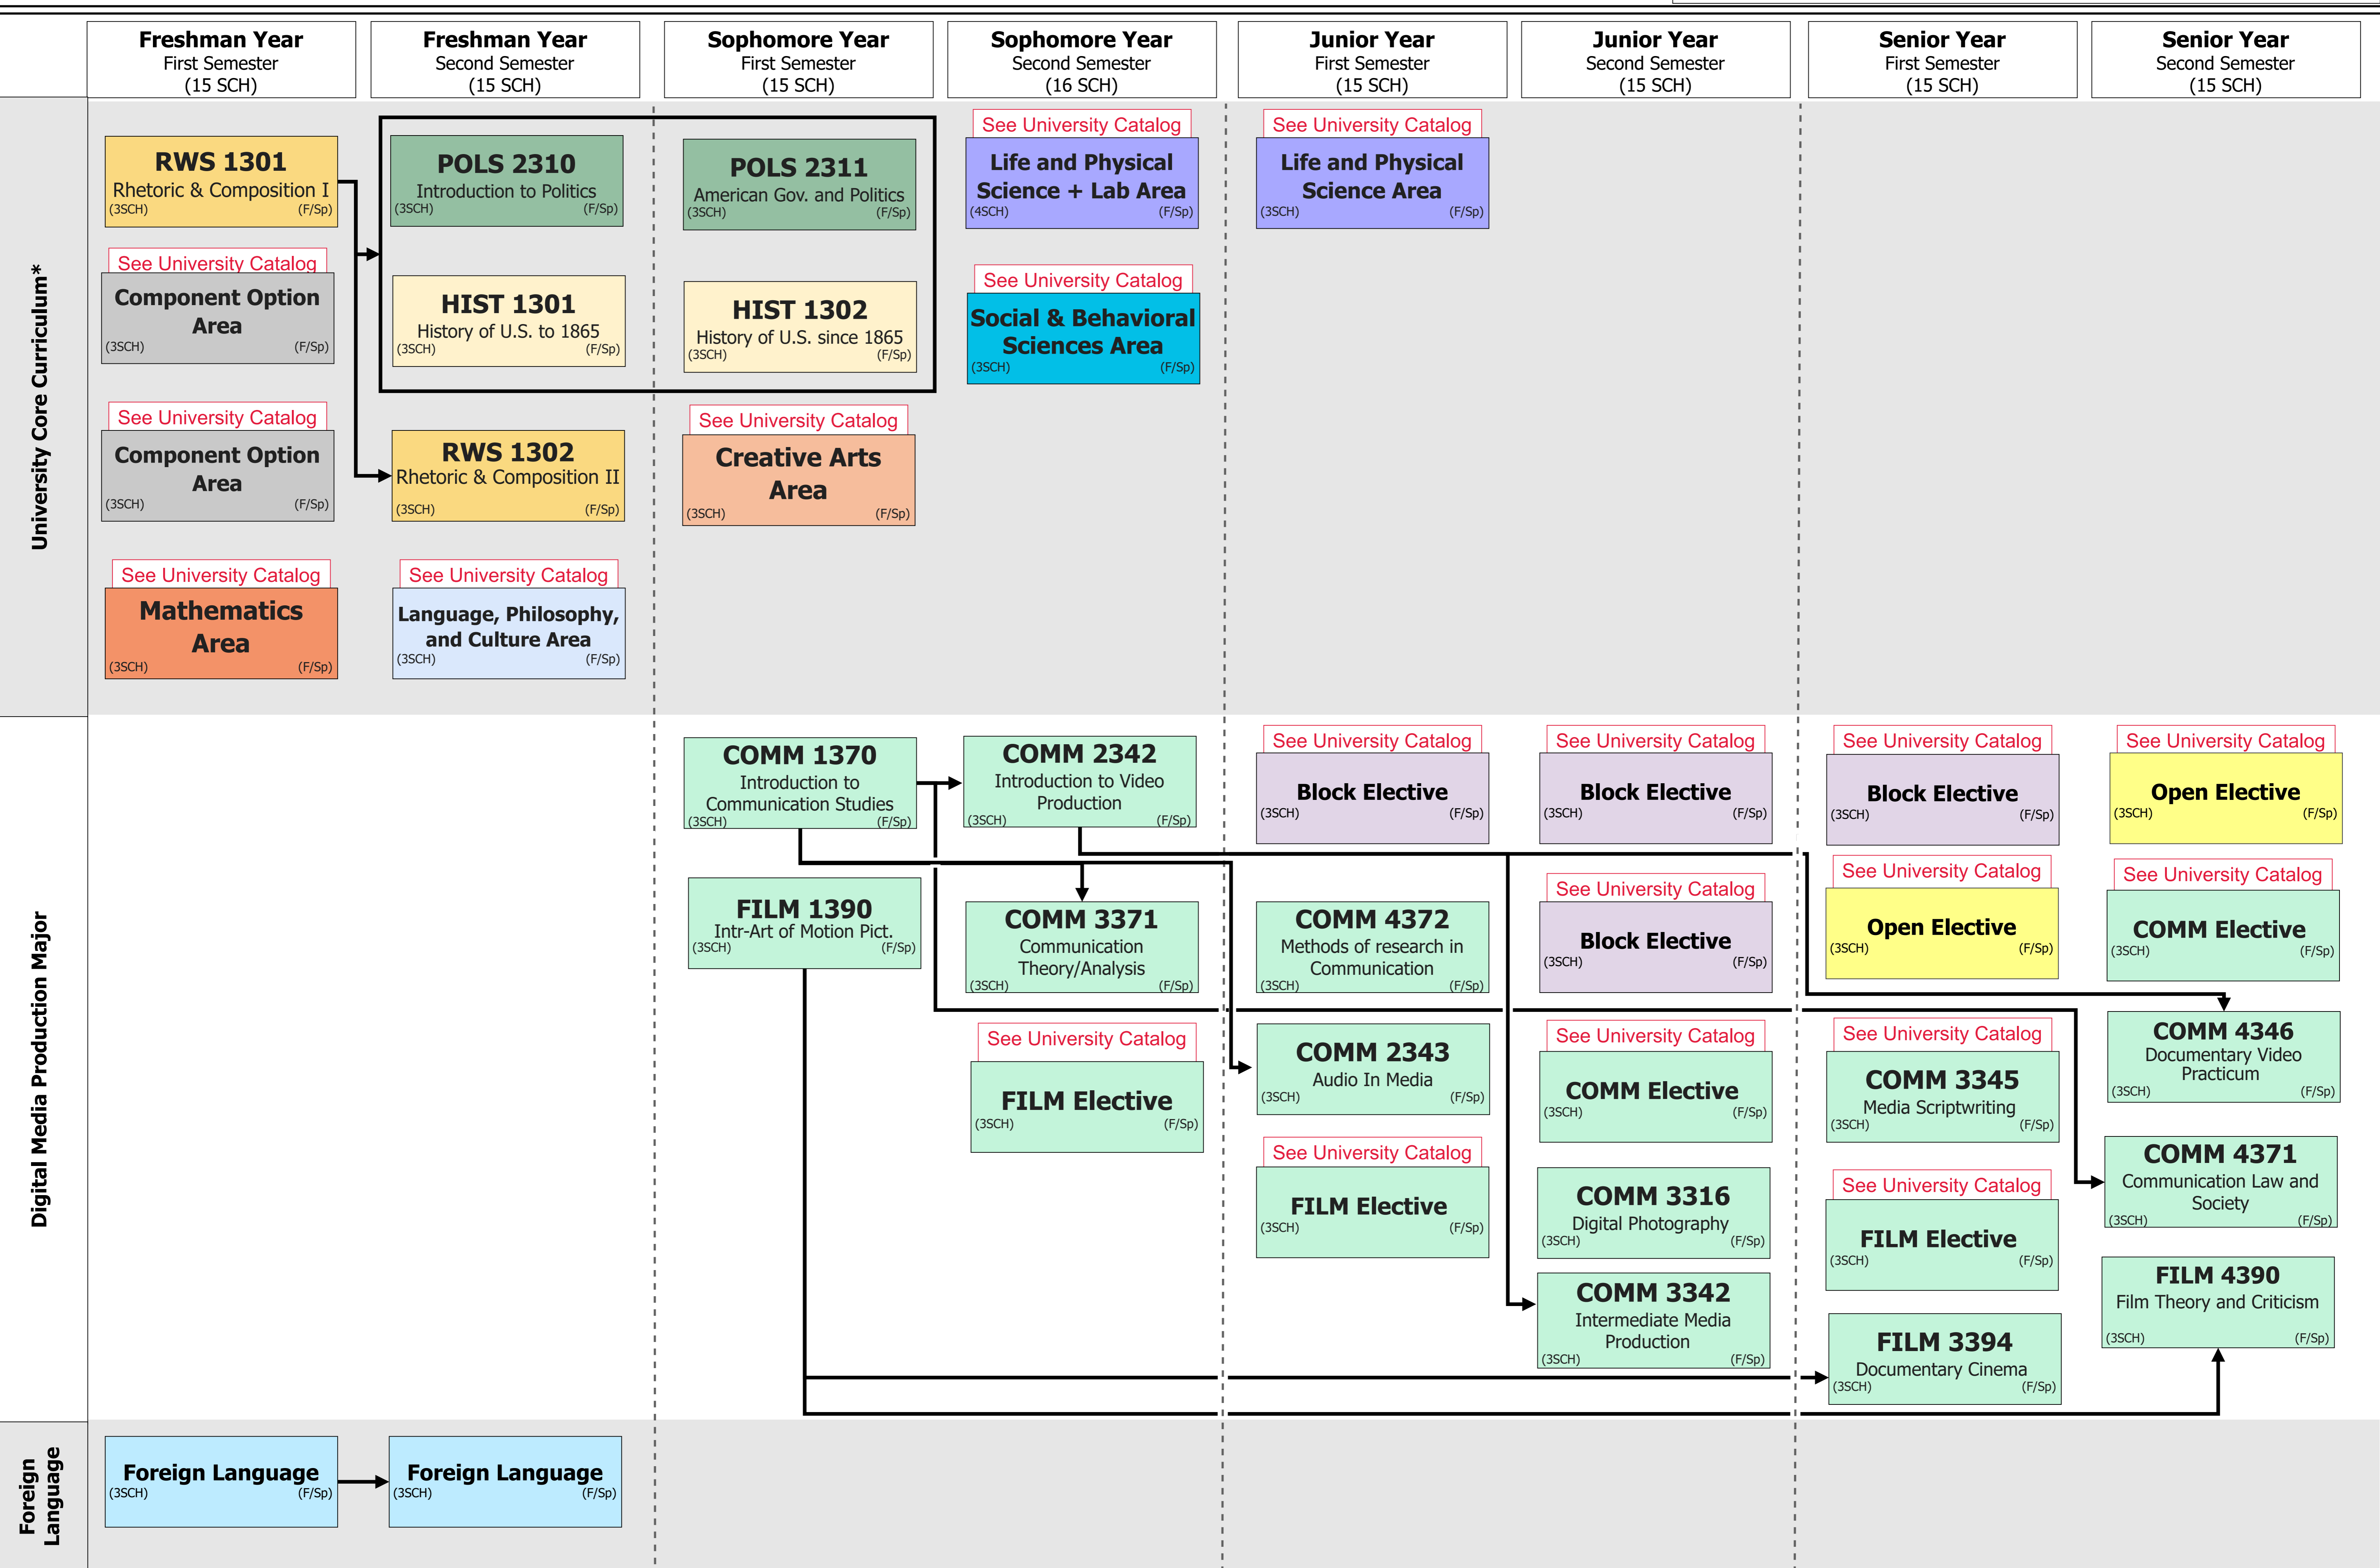 Freshman Year
First Semester
(15 SCH)
Freshman Year
Second Semester
(15 SCH)
Sophomore Year
First Semester
(15 SCH)
Sophomore Year
Second Semester
(16 SCH)
Junior Year
First Semester
(15 SCH)
Junior Year
Second Semester
(15 SCH)
Senior Year
First Semester
(15 SCH)
Senior Year
Second Semester
(15 SCH)
University Core Curriculum*
RWS 1301
Rhetoric & Composition I
(3SCH) (F/Sp)
See University Catalog
Component Option
Area
(3SCH) (F/Sp)
See University Catalog
Component Option
Area
(3SCH) (F/Sp)
See University Catalog
Mathematics
Area
(3SCH) (F/Sp)
POLS 2310
Introduction to Politics
(3SCH) (F/Sp)
HIST 1301
History of U.S. to 1865
(3SCH) (F/Sp)
RWS 1302
Rhetoric & Composition II
(3SCH) (F/Sp)
See University Catalog
Language, Philosophy,
and Culture Area
(3SCH) (F/Sp)
POLS 2311
American Gov. and Politics
(3SCH) (F/Sp)
HIST 1302
History of U.S. since 1865
(3SCH) (F/Sp)
See University Catalog
Creative Arts
Area
(3SCH) (F/Sp)
See University Catalog
Life and Physical
Science + Lab Area
(4SCH) (F/Sp)
See University Catalog
Social & Behavioral
Sciences Area
(3SCH) (F/Sp)
See University Catalog
Life and Physical
Science Area
(3SCH) (F/Sp)
Digital Media Production Major
COMM 1370
Introduction to
Communication Studies
(3SCH) (F/Sp)
FILM 1390
Intr-Art of Motion Pict.
(3SCH) (F/Sp)
COMM 2342
Introduction to Video
Production
(3SCH) (F/Sp)
COMM 3371
Communication
Theory/Analysis
(3SCH) (F/Sp)
See University Catalog
FILM Elective
(3SCH) (F/Sp)
See University Catalog
Block Elective
(3SCH) (F/Sp)
COMM 4372
Methods of research in
Communication
(3SCH) (F/Sp)
COMM 2343
Audio In Media
(3SCH) (F/Sp)
See University Catalog
FILM Elective
(3SCH) (F/Sp)
See University Catalog
Block Elective
(3SCH) (F/Sp)
See University Catalog
Block Elective
(3SCH) (F/Sp)
See University Catalog
COMM Elective
(3SCH) (F/Sp)
COMM 3316
Digital Photography
(3SCH) (F/Sp)
COMM 3342
Intermediate Media
Production
(3SCH) (F/Sp)
See University Catalog
Block Elective
(3SCH) (F/Sp)
See University Catalog
Open Elective
(3SCH) (F/Sp)
See University Catalog
COMM 3345
Media Scriptwriting
(3SCH) (F/Sp)
See University Catalog
FILM Elective
(3SCH) (F/Sp)
FILM 3394
Documentary Cinema
(3SCH) (F/Sp)
See University Catalog
Open Elective
(3SCH) (F/Sp)
See University Catalog
COMM Elective
(3SCH) (F/Sp)
COMM 4346
Documentary Video
Practicum
(3SCH) (F/Sp)
COMM 4371
Communication Law and
Society
(3SCH) (F/Sp)
FILM 4390
Film Theory and Criticism
(3SCH) (F/Sp)
Foreign
Language
Foreign Language
(3SCH) (F/Sp)
Foreign Language
(3SCH) (F/Sp)